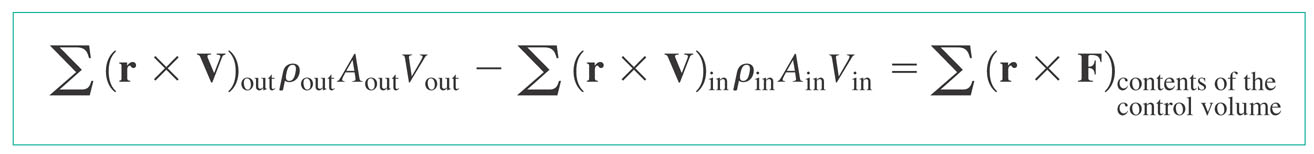 ∑(r × V)outρoutAoutVout − ∑(r × V)inρinAinVin = ∑(r × F)contents of the
control volume